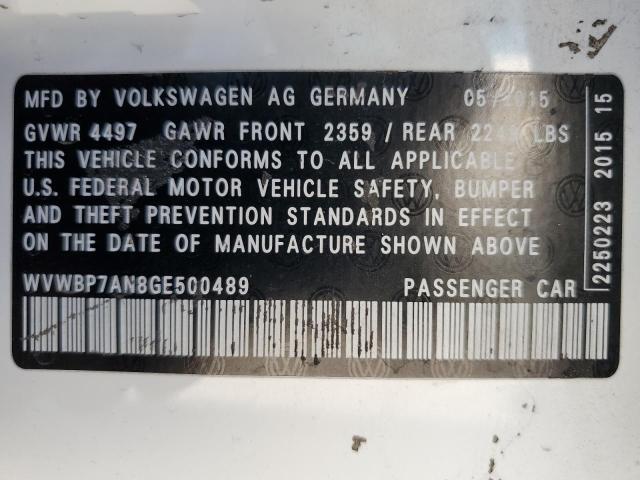 MFD BY VOLKSWAGEN AG GERMANY 05/2015
GVWR 4497 GAWR FRONT 2359 / REAR LBS
THIS VEHICLE CONFORMS TO ALL APPLICABLE
U.S. FEDERAL MOTOR VEHICLE SAFETY, BUMPER
AND THEFT PREVENTION STANDARDS IN EFFECT
ON THE DATE OF MANUFACTURE SHOWN ABOVE
WVWBP7AN8GE500489 PASSENGER CAR
2250223 2015 15